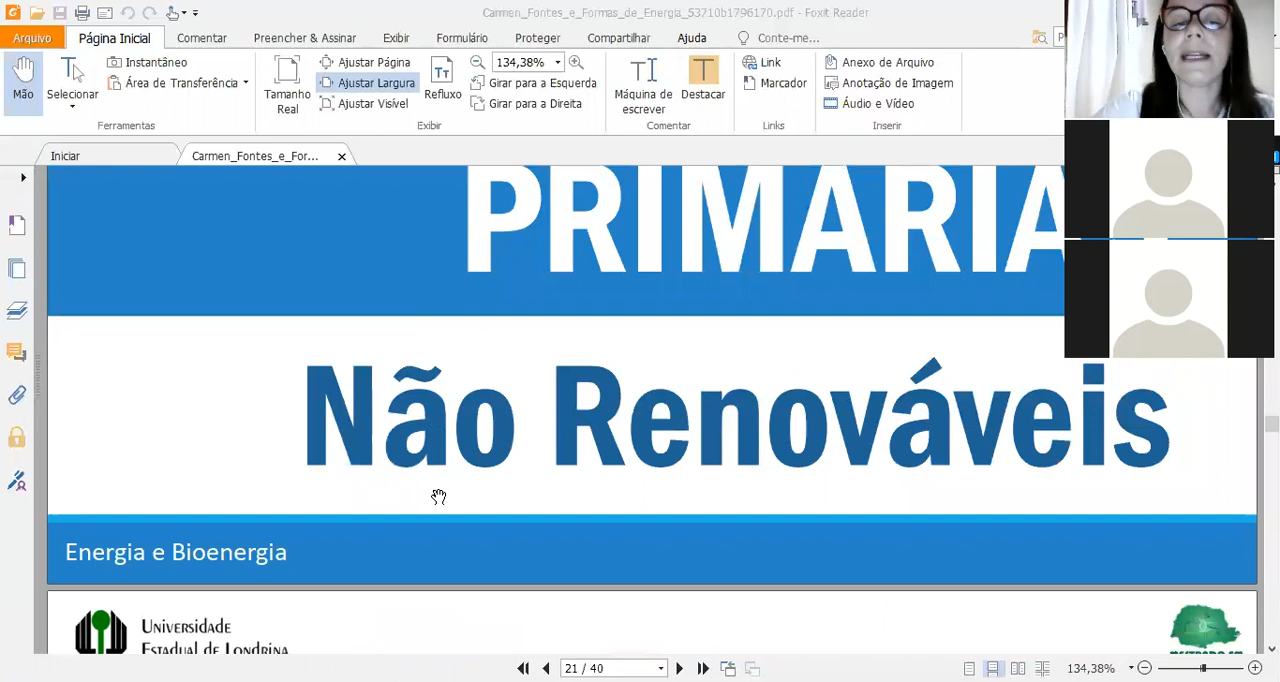 Carmen_Fontes_e_Formas_de_Energia_53710b1796170.pdf - Foxit Reader
Arquivo Página Inicial Comentar Preencher & Assinar Exibir Formulário Proteger Compartilhar Ajuda Conte-me...
Mão
Selecionar
Instantâneo
Área de Transferência
Ferramentas
Tamanho
Real
Ajustar Página
Ajustar Largura
Ajustar Visível
Refluxo
134,38%
Girar para a Esquerda
Girar para a Direita
Exibir
Máquina de
escrever
Destacar
Comentar
Link
Marcador
Links
Anexo de Arquivo
Anotação de Imagem
Áudio e Vídeo
Inserir
Iniciar
Carmen_Fontes_e_For...
PRIMÁRIA
Não Renováveis
Energia e Bioenergia
Universidade
Estadual de Londrina
21 / 40
134,38%